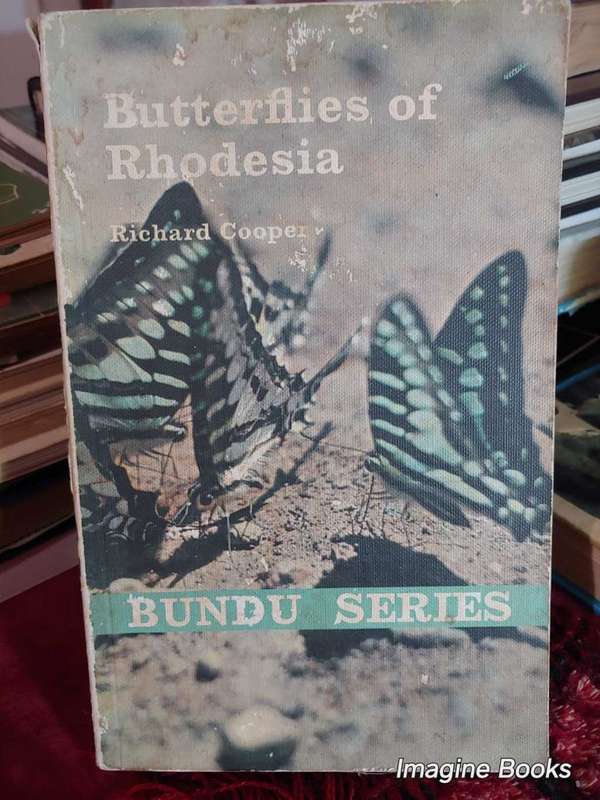 Butterflies of
Rhodesia
Richard Cooper
BUNDU SERIES
Imagine Books